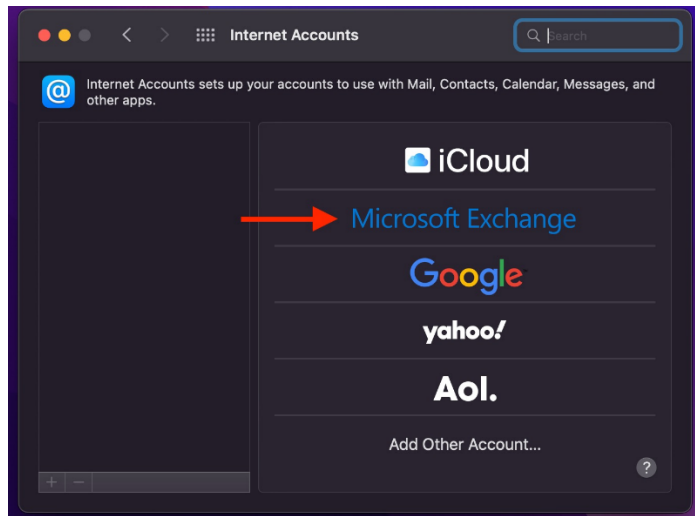 Internet Accounts
Search
Internet Accounts sets up your accounts to use with Mail, Contacts, Calendar, Messages, and
other apps.
iCloud
Microsoft Exchange
Google
yahoo!
Aol.
Add Other Account...
?